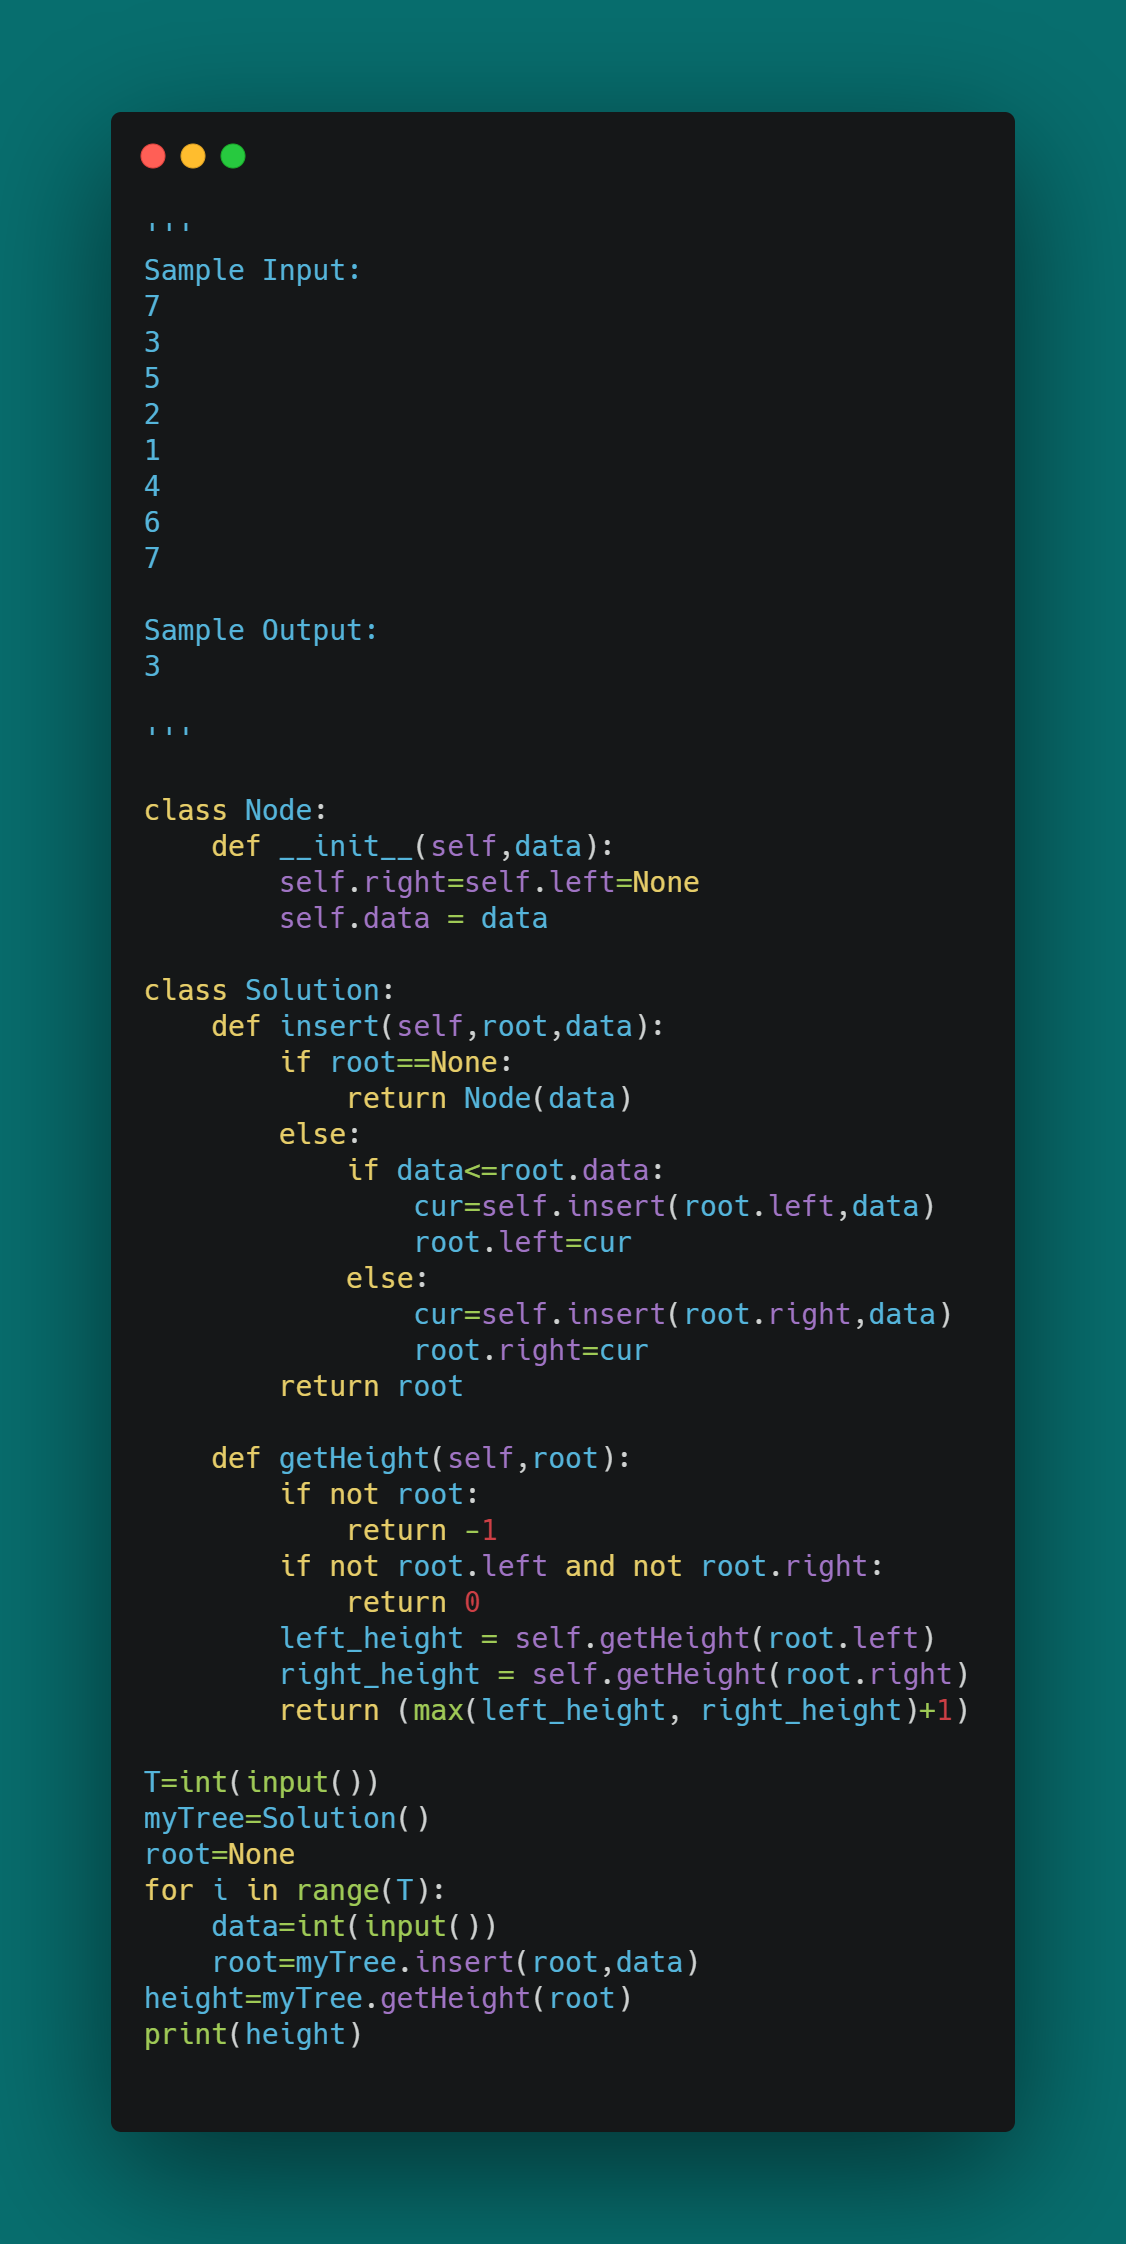 '''
Sample Input:
7
3
5
2
1
4
6
7

Sample Output:
3

'''

class Node:
    def __init__(self,data):
        self.right=self.left=None
        self.data = data

class Solution:
    def insert(self,root,data):
        if root==None:
            return Node(data)
        else:
            if data<=root.data:
                cur=self.insert(root.left,data)
                root.left=cur
            else:
                cur=self.insert(root.right,data)
                root.right=cur
        return root

    def getHeight(self,root):
        if not root:
            return -1
        if not root.left and not root.right:
            return 0
        left_height = self.getHeight(root.left)
        right_height = self.getHeight(root.right)
        return (max(left_height, right_height)+1)

T=int(input())
myTree=Solution()
root=None
for i in range(T):
    data=int(input())
    root=myTree.insert(root,data)
height=myTree.getHeight(root)
print(height)